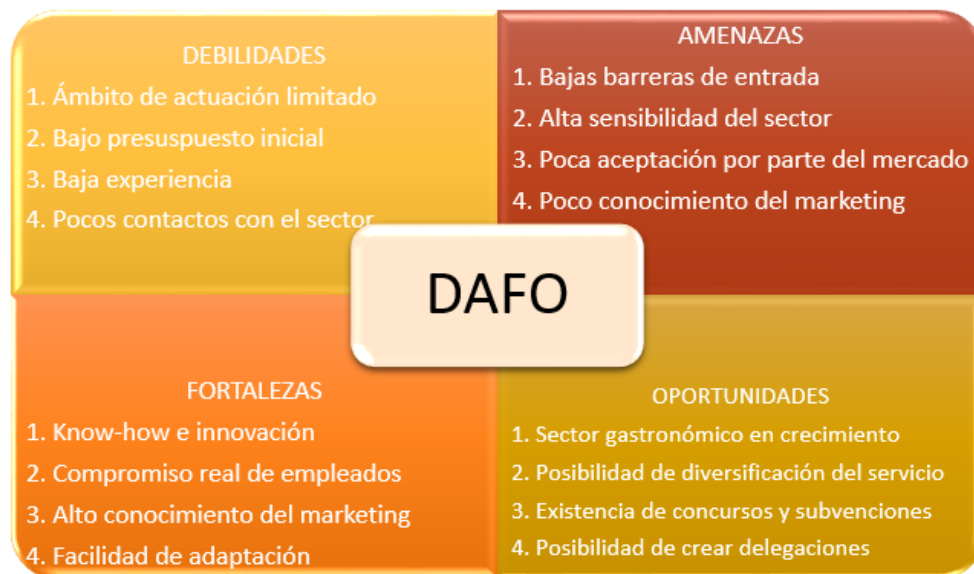 DEBILIDADES
1. Ámbito de actuación limitado
2. Bajo presuspuesto inicial
3. Baja experiencia
4. Pocos contactos con el sector
AMENAZAS
1. Bajas barreras de entrada
2. Alta sensibilidad del sector
3. Poca aceptación por parte del mercado
4. Poco conocimiento del marketing
DAFO
FORTALEZAS
1. Know-how e innovación
2. Compromiso real de empleados
3. Alto conocimiento del marketing
4. Facilidad de adaptación
OPORTUNIDADES
1. Sector gastronómico en crecimiento
2. Posibilidad de diversificación del servicio
3. Existencia de concursos y subvenciones
4. Posibilidad de crear delegaciones